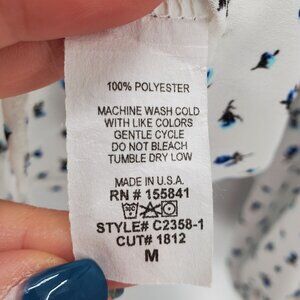 100% POLYESTER
MACHINE WASH COLD
WITH LIKE COLORS
GENTLE CYCLE
DO NOT BLEACH
TUMBLE DRY LOW
MADE IN U.S.A.
RN # 155841
STYLE# C2358-1
CUT# 1812
M